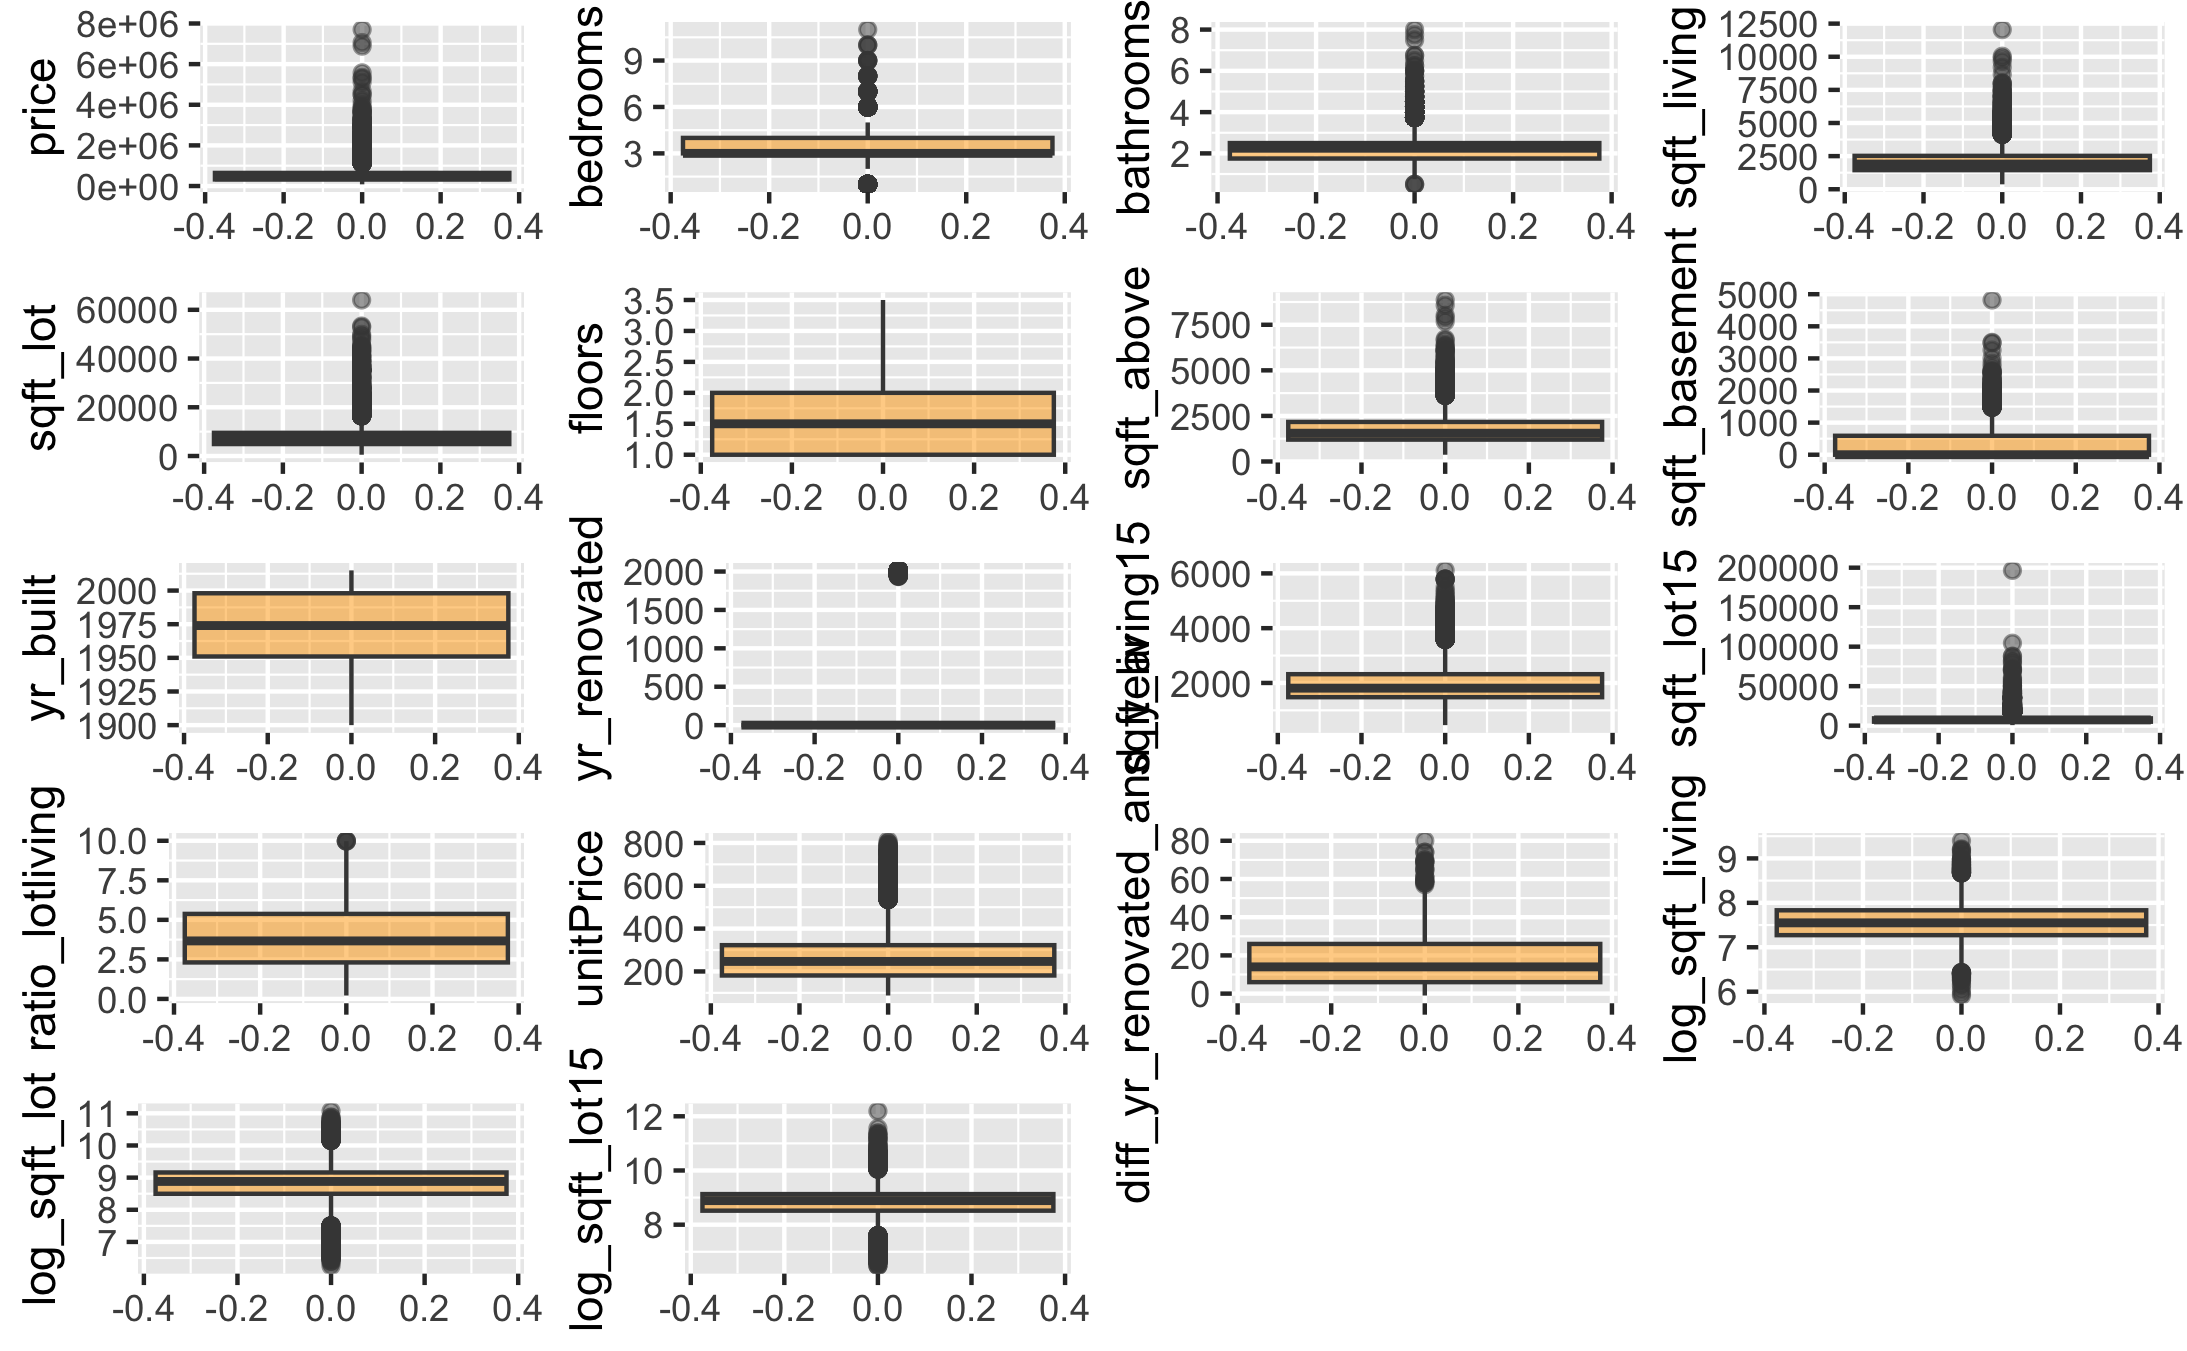 price
8e+06
6e+06
4e+06
2e+06
0e+00
-0.4 -0.2 0.0 0.2 0.4
bedrooms
9
6
3
-0.4 -0.2 0.0 0.2 0.4
bathrooms
8
6
4
2
-0.4 -0.2 0.0 0.2 0.4
sqft_living
12500
10000
7500
5000
2500
0
-0.4 -0.2 0.0 0.2 0.4
sqft_lot
60000
40000
20000
0
-0.4 -0.2 0.0 0.2 0.4
floors
3.5
3.0
2.5
2.0
1.5
1.0
-0.4 -0.2 0.0 0.2 0.4
sqft_above
7500
5000
2500
0
-0.4 -0.2 0.0 0.2 0.4
sqft_basement
5000
4000
3000
2000
1000
0
-0.4 -0.2 0.0 0.2 0.4
yr_built
2000
1975
1950
1925
1900
-0.4 -0.2 0.0 0.2 0.4
yr_renovated
2000
1500
1000
500
0
-0.4 -0.2 0.0 0.2 0.4
sqft_living15
6000
4000
2000
-0.4 -0.2 0.0 0.2 0.4
sqft_lot15
200000
150000
100000
50000
0
-0.4 -0.2 0.0 0.2 0.4
ratio_lotliving
10.0
7.5
5.0
2.5
0.0
-0.4 -0.2 0.0 0.2 0.4
unitPrice
800
600
400
200
-0.4 -0.2 0.0 0.2 0.4
diff_yr_renovated_and
80
60
40
20
0
-0.4 -0.2 0.0 0.2 0.4
log_sqft_living
9
8
7
6
-0.4 -0.2 0.0 0.2 0.4
log_sqft_lot
11
10
9
8
7
-0.4 -0.2 0.0 0.2 0.4
log_sqft_lot15
12
10
8
-0.4 -0.2 0.0 0.2 0.4